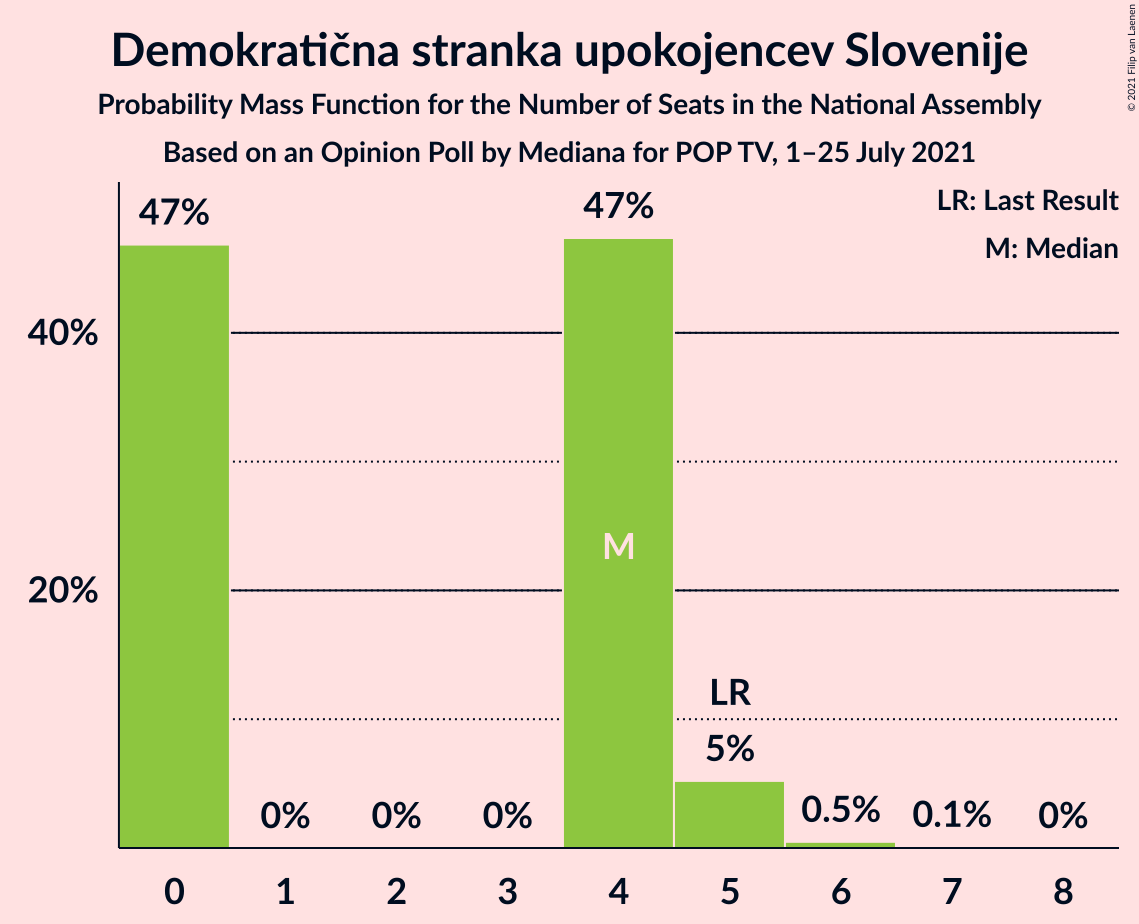 Demokratična stranka upokojencev Slovenije
Probability Mass Function for the Number of Seats in the National Assembly
Based on an Opinion Poll by Mediana for POP TV, 1–25 July 2021
© 2021 Filip van Laenen
LR: Last Result
M: Median
47%
47%
40%
M
20%
LR
5%
0%
0%
0%
0.5%
0.1%
0%
0 1 2 3 4 5 6 7 8